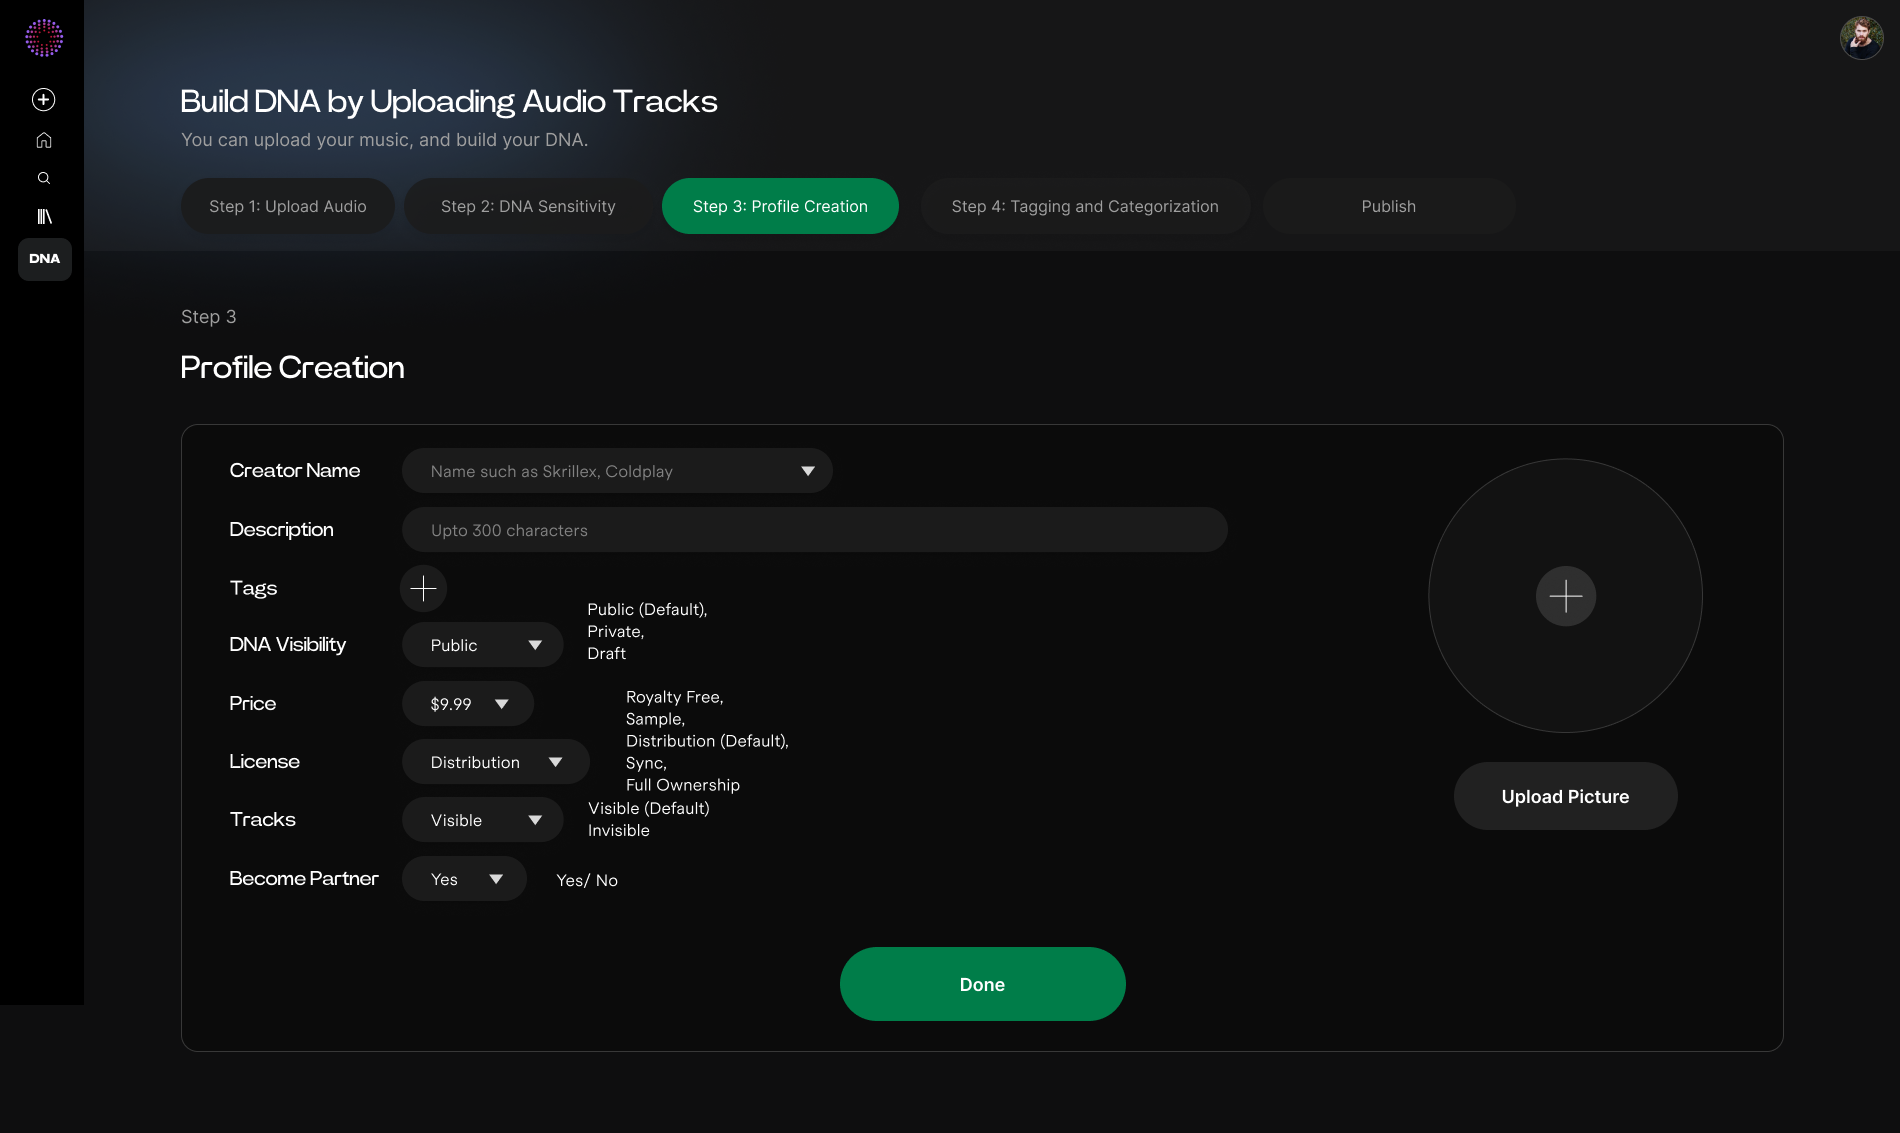 Build DNA by Uploading Audio Tracks
You can upload your music, and build your DNA.
Step 1: Upload Audio
Step 2: DNA Sensitivity
Step 3: Profile Creation
Step 4: Tagging and Categorization
Publish
DNA
Step 3
Profile Creation
Creator Name
Name such as Skrillex, Coldplay
Description
Upto 300 characters
Tags
DNA Visibility
Public
Public (Default),
Private,
Draft
Price
$9.99
License
Distribution
Royalty Free,
Sample,
Distribution (Default),
Sync,
Full Ownership
Tracks
Visible
Visible (Default)
Invisible
Become Partner
Yes
Yes/ No
Upload Picture
Done